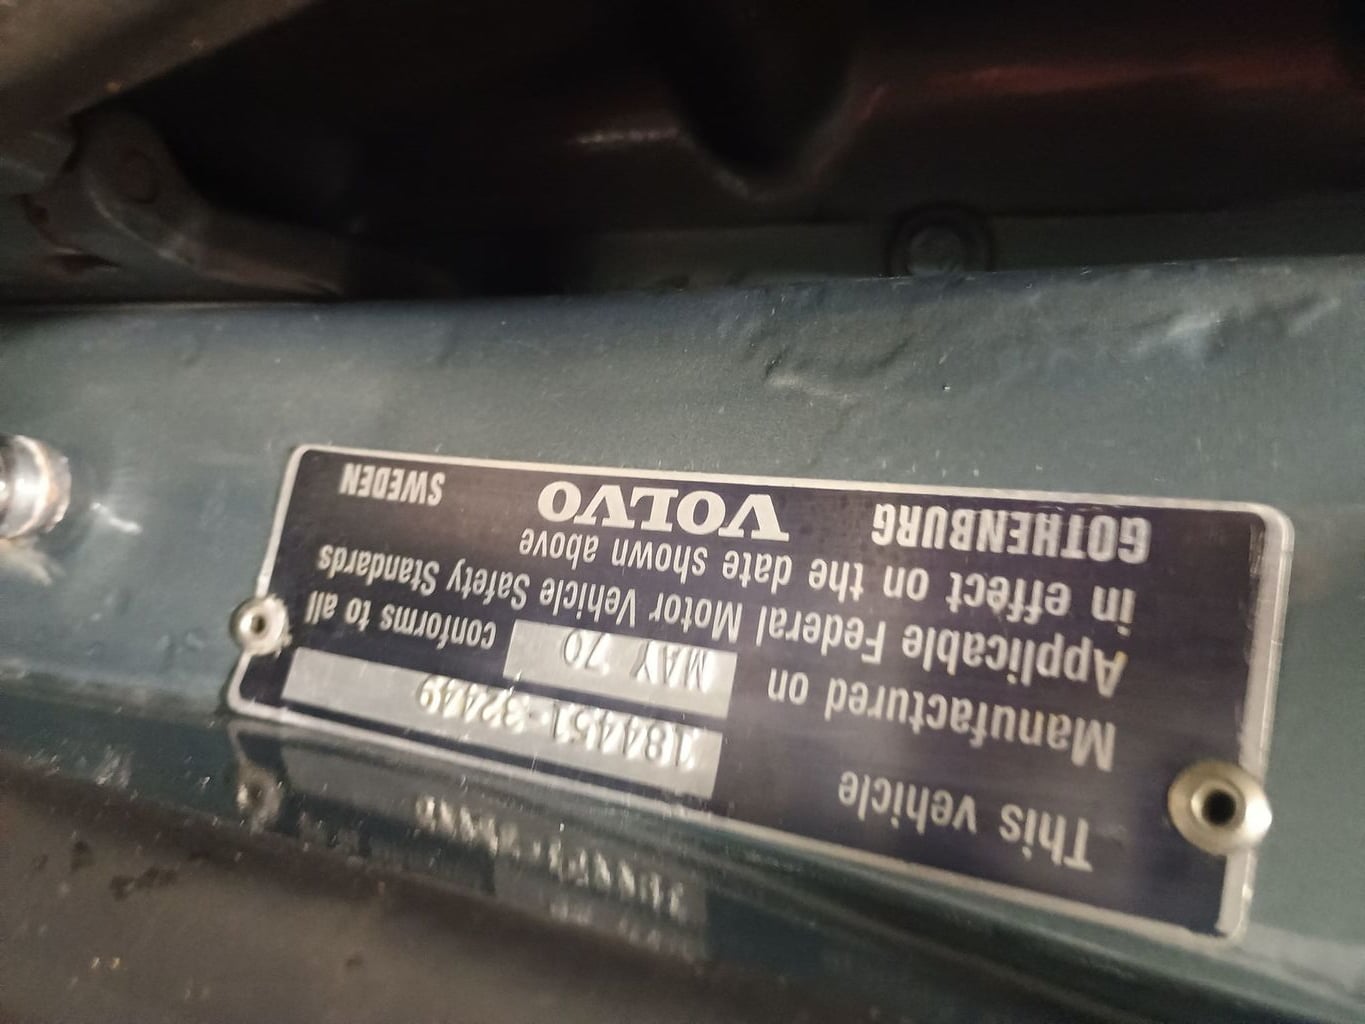 This vehicle 184451-32449
Manufactured on MAY 70 conforms to all
Applicable Federal Motor Vehicle Safety Standards
in effect on the date shown above
GOTHENBURG VOLVO SWEDEN